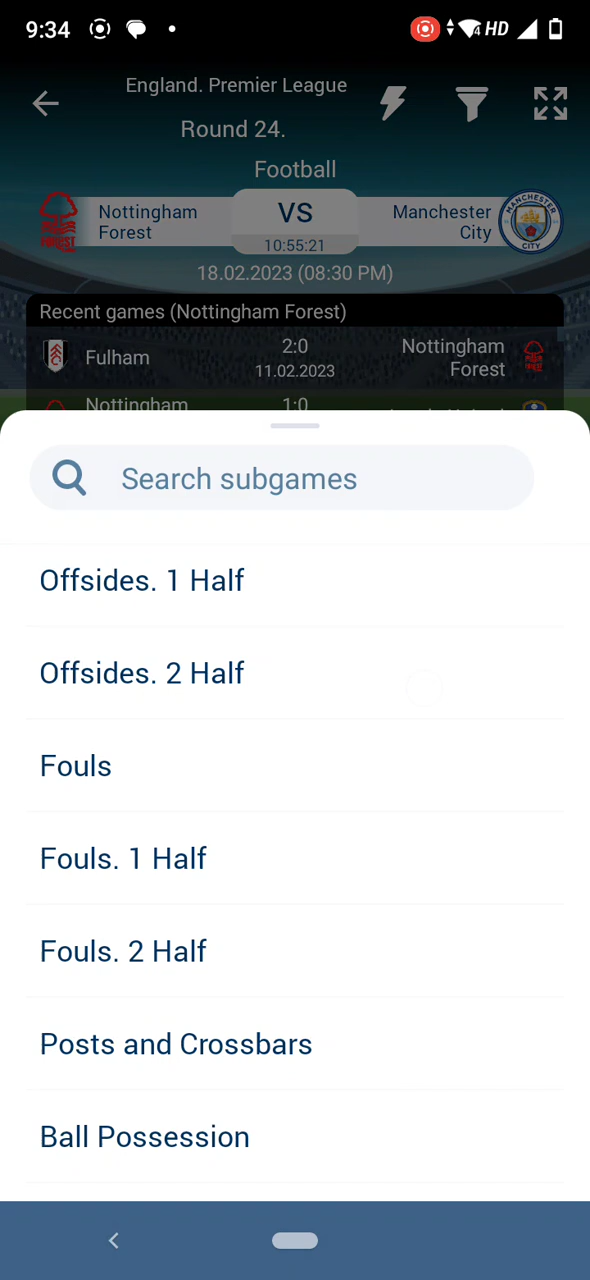 9:34
4 HD
England. Premier League
Round 24.
Football
Nottingham Forest
VS
Manchester City
10:55:21
18.02.2023 (08:30 PM)
Recent games (Nottingham Forest)
Fulham
2:0
11.02.2023
Nottingham Forest
Nottingham
1:0
Search subgames
Offsides. 1 Half
Offsides. 2 Half
Fouls
Fouls. 1 Half
Fouls. 2 Half
Posts and Crossbars
Ball Possession